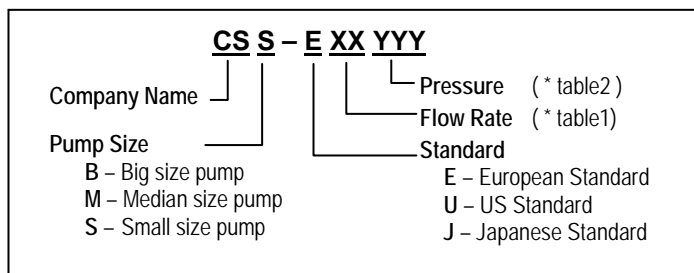 CS S – E XX YYY
Company Name
Pressure ( * table2 )
Flow Rate ( * table1)
Pump Size
B – Big size pump
M – Median size pump
S – Small size pump
Standard
E – European Standard
U – US Standard
J – Japanese Standard